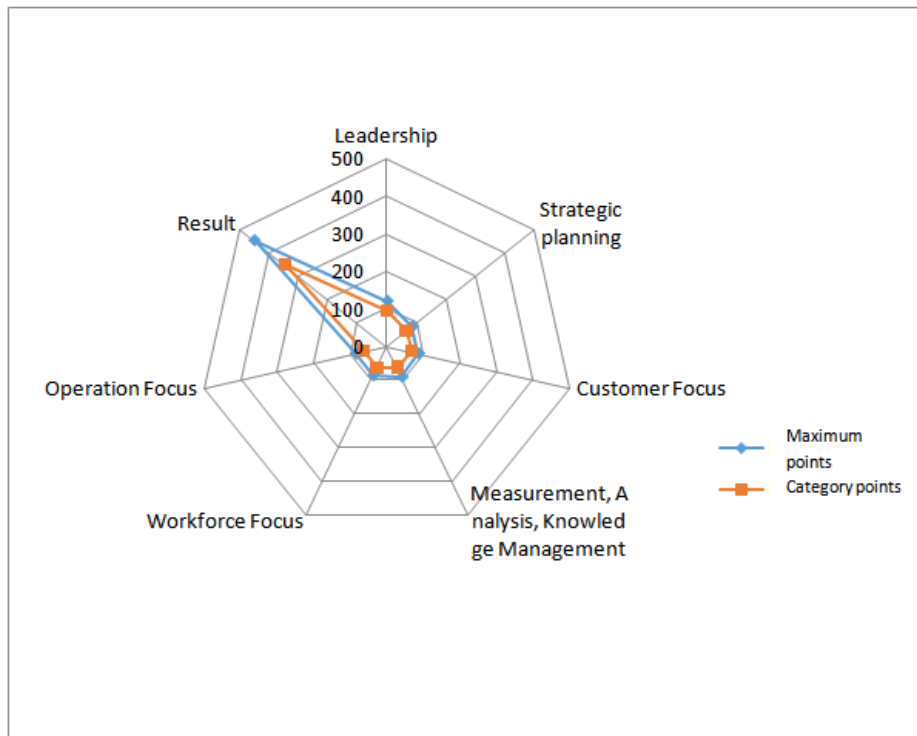 Leadership
500
400
300
200
100
0
Strategic
planning
Customer Focus
Measurement, A
nalysis, Knowled
ge Management
Workforce Focus
Operation Focus
Result
Maximum
points
Category points